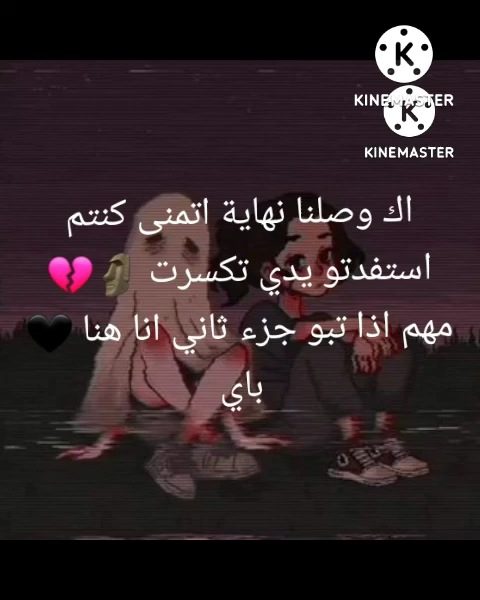 K
KINEMASTER
K
KINEMASTER
اك وصلنا نهاية اتمنى كنتم
استفدتو يدي تكسرت 🗿💔
مهم اذا تبو جزء ثاني انا هنا 🖤
باي